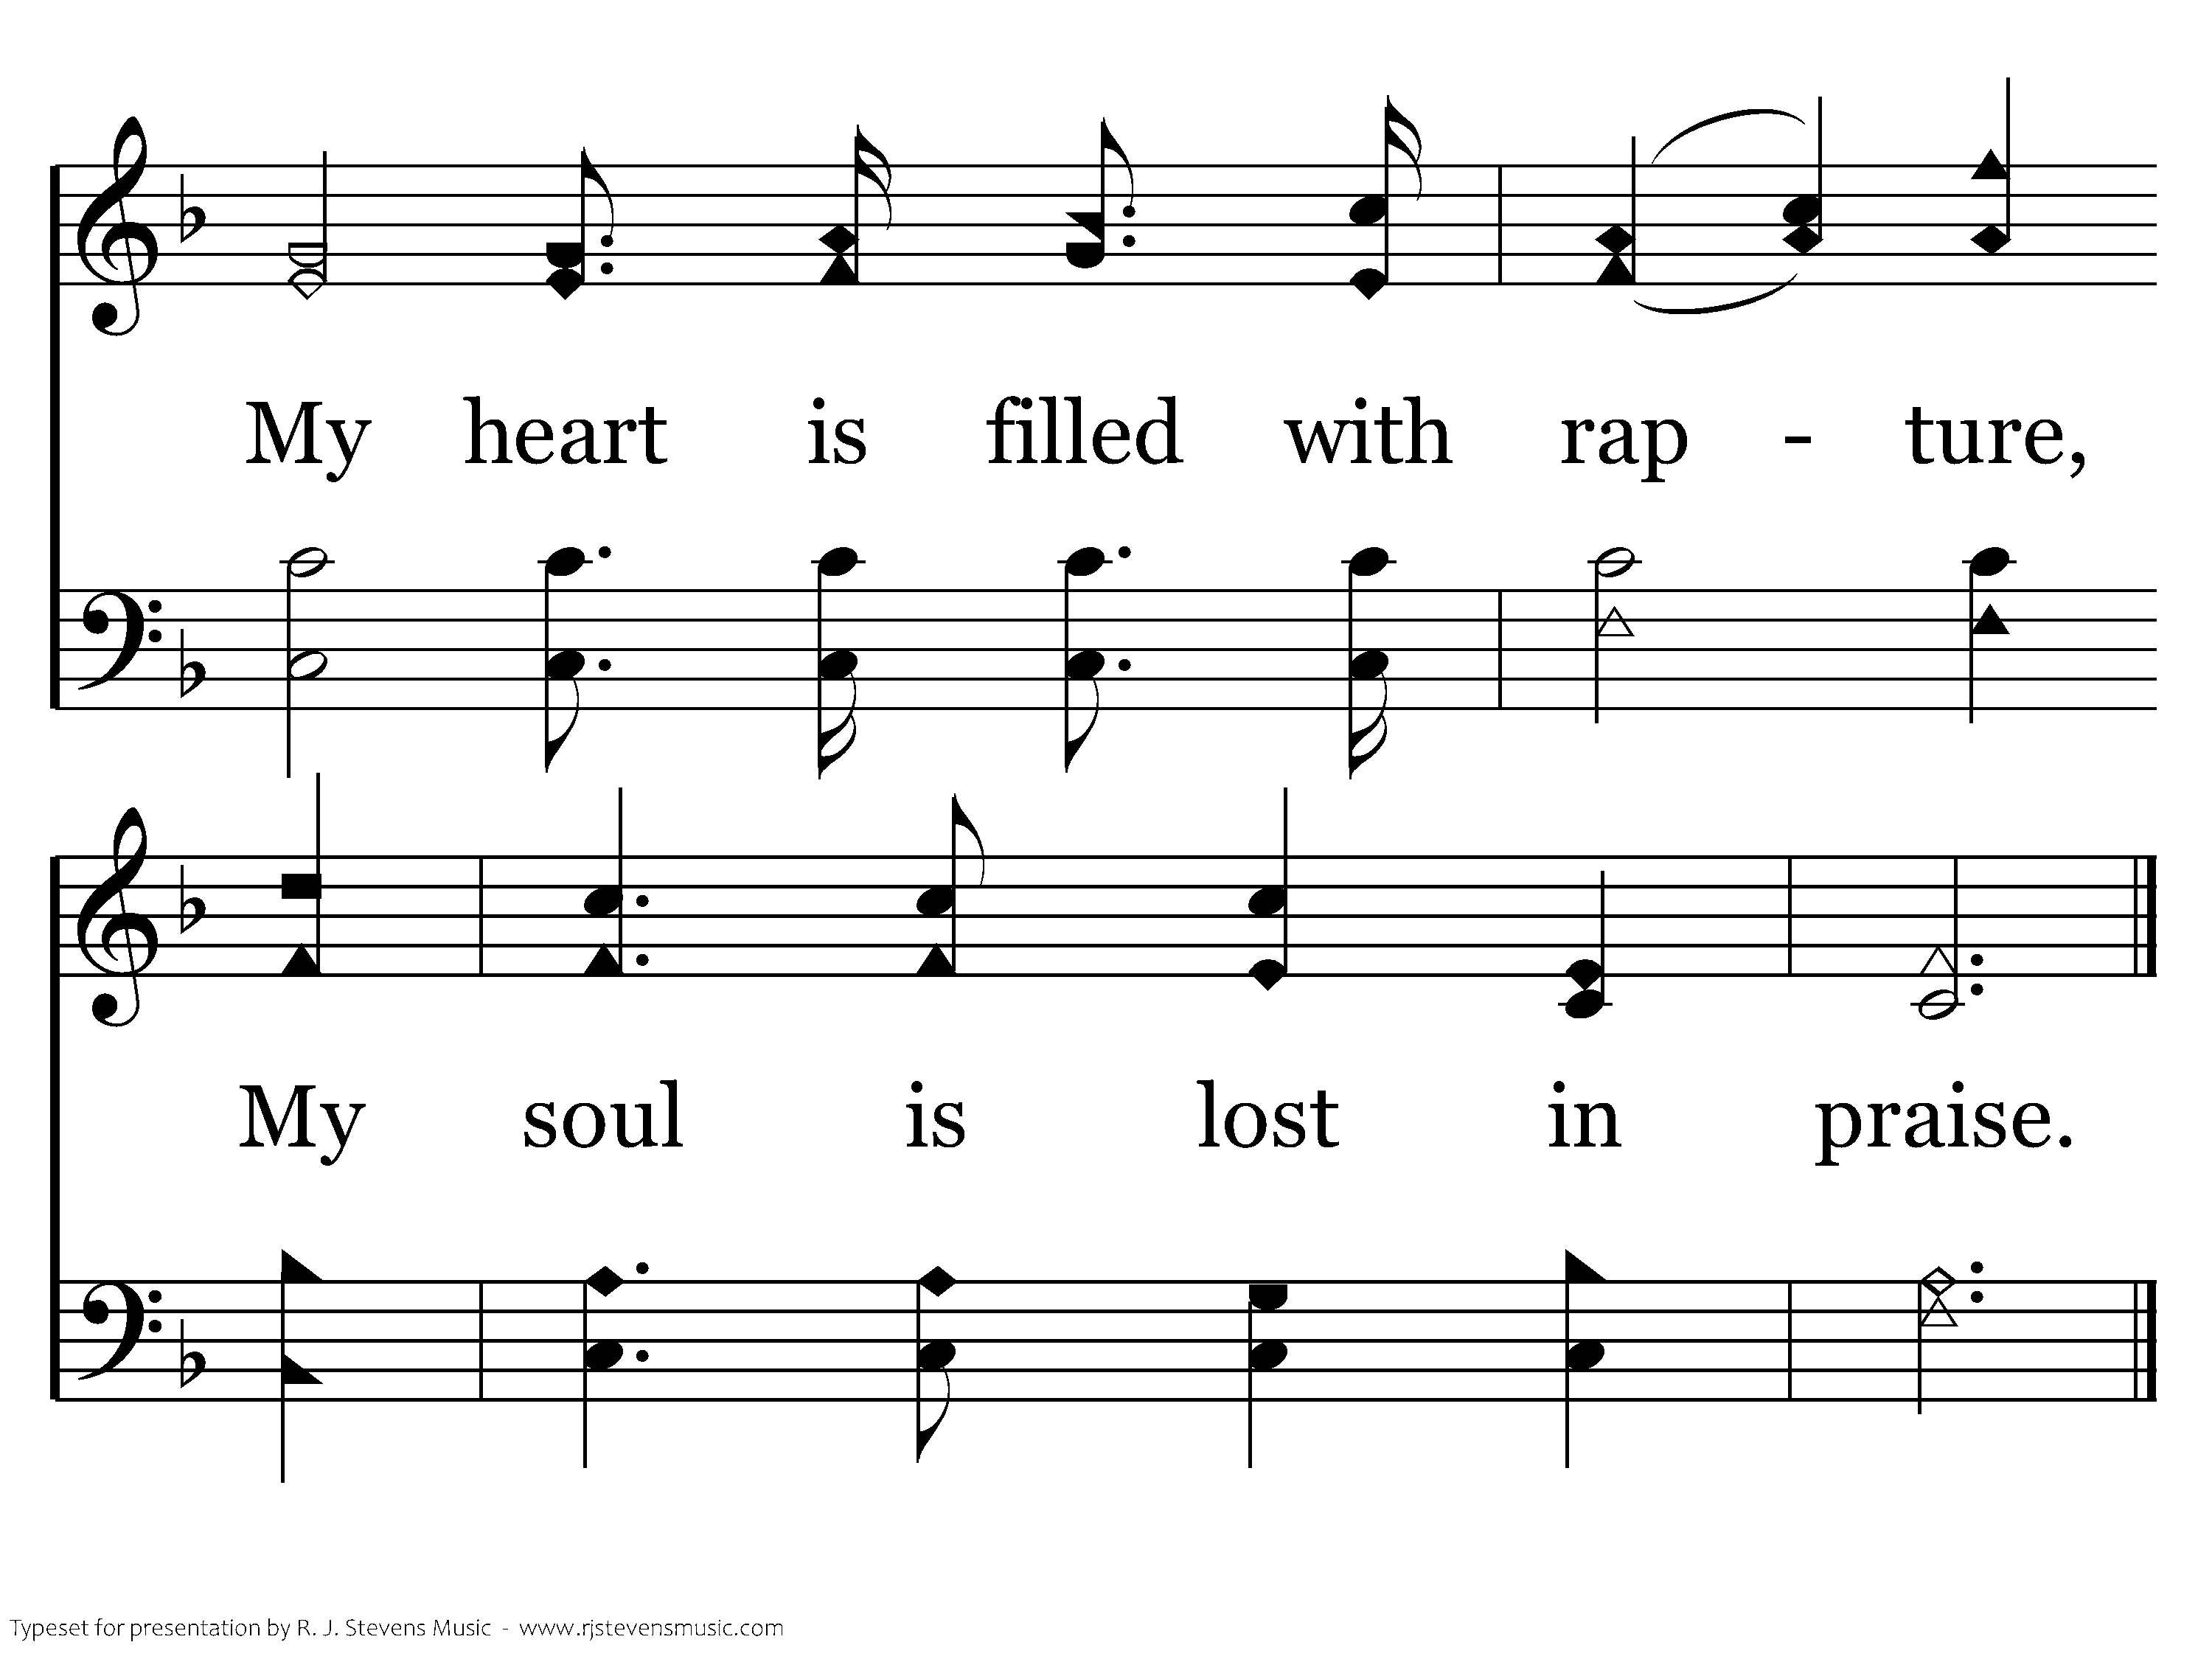 My heart is filled with rap - ture,
My soul is lost in praise.
Typeset for presentation by R. J. Stevens Music - www.rjstevensmusic.com